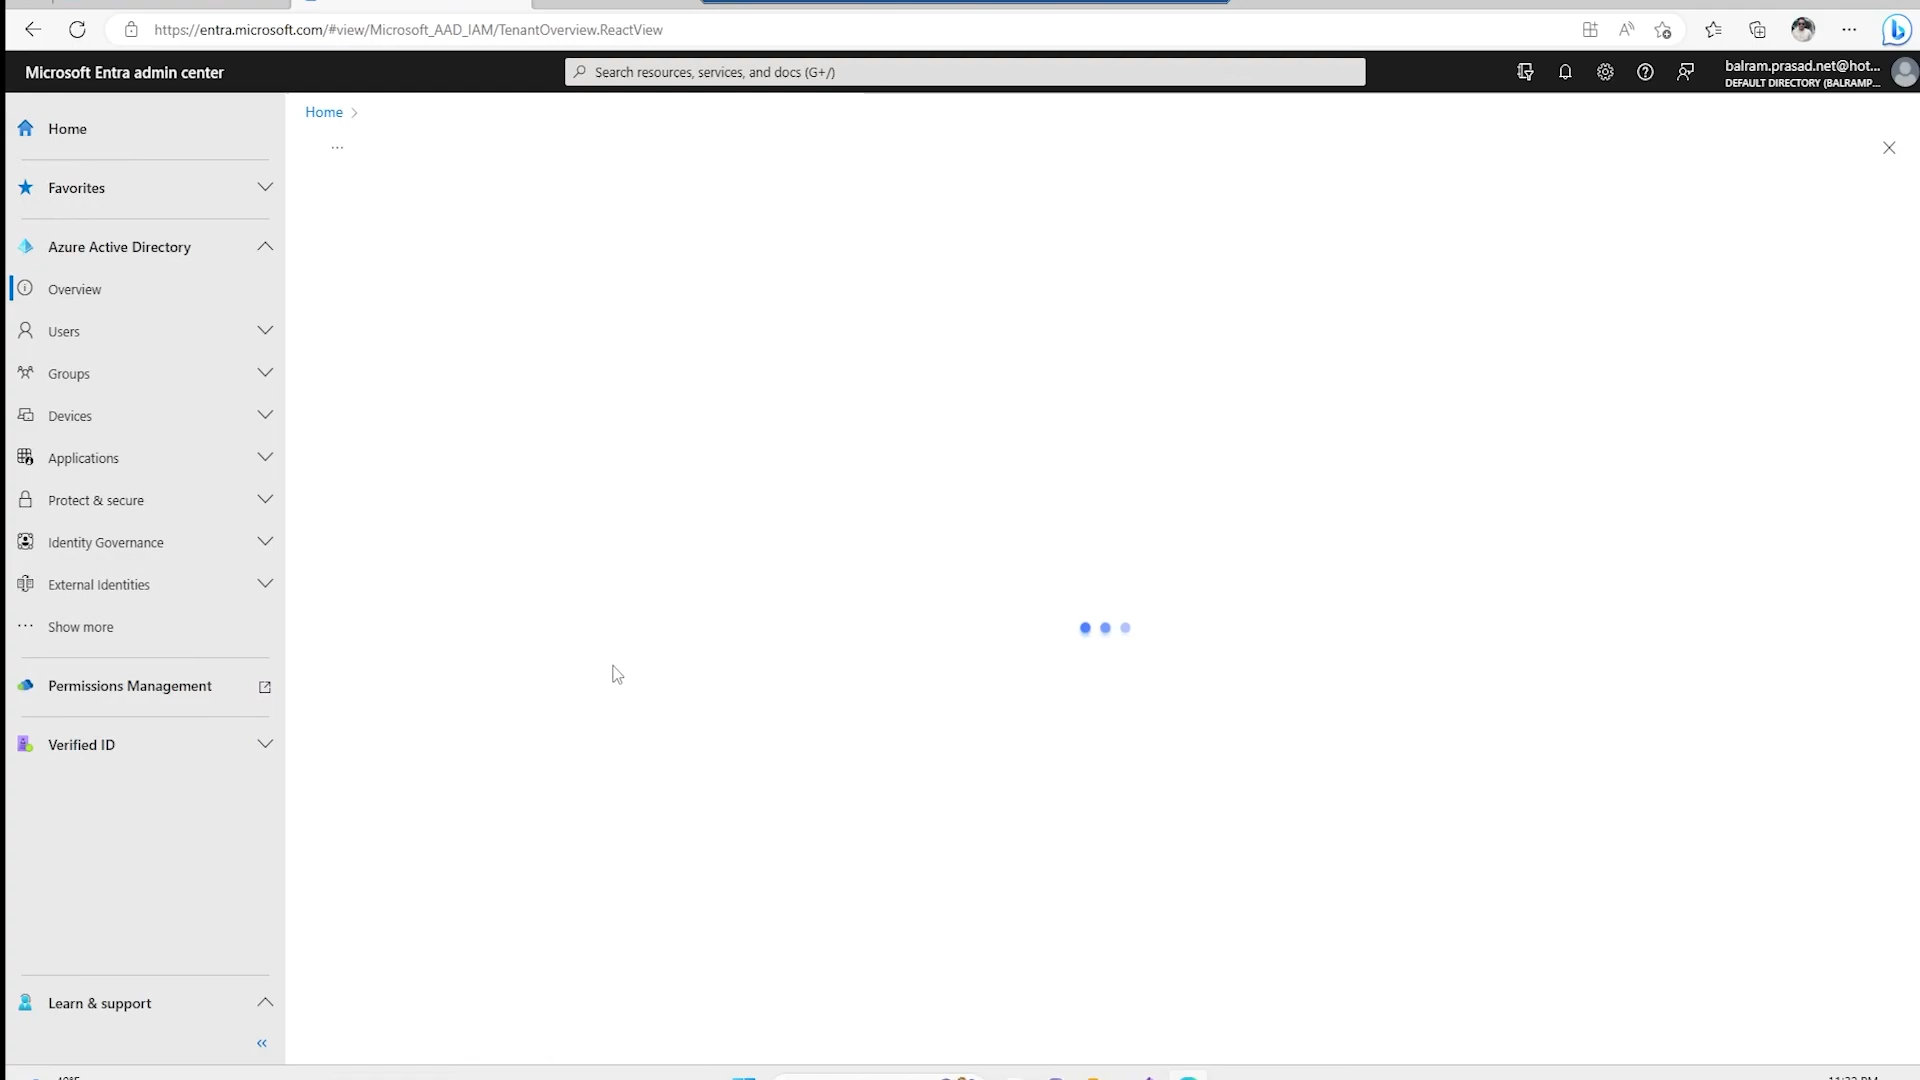 https://entra.microsoft.com/#view/Microsoft_AAD_IAM/TenantOverview.ReactView
Microsoft Entra admin center
Search resources, services, and docs (G+/)
balram.prasad.net@hot...
DEFAULT DIRECTORY (BALRAMP...
Home
Home
...
Favorites
Azure Active Directory
Overview
Users
Groups
Devices
Applications
Protect & secure
Identity Governance
External Identities
Show more
Permissions Management
Verified ID
Learn & support